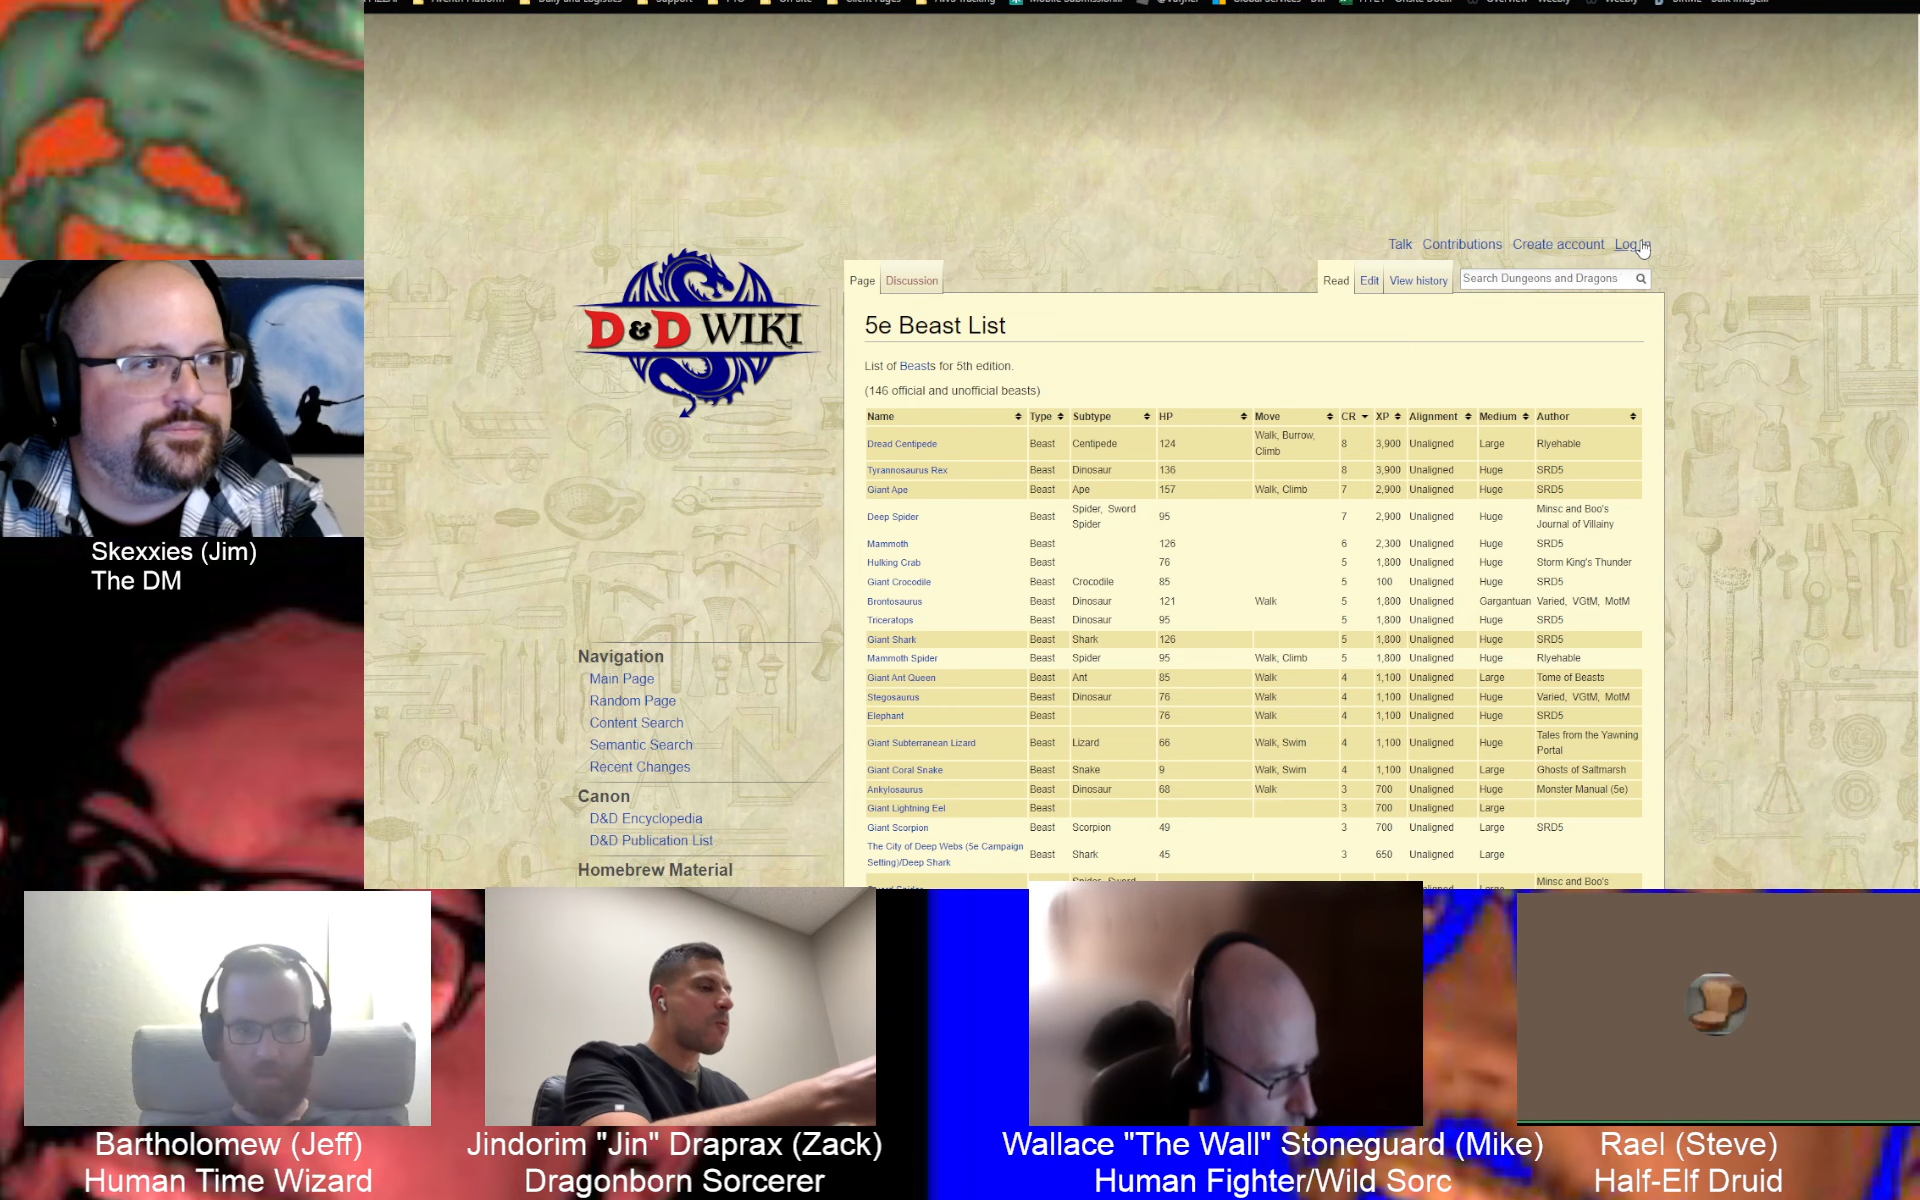 Support
Client Pages
Talk Contributions Create account Log in
Page Discussion Read Edit View history Search Dungeons and Dragons
D&D WIKI
5e Beast List
List of Beasts for 5th edition.
(146 official and unofficial beasts)
Name Type Subtype HP Move CR XP Alignment Medium Author
Dread Centipede Beast Centipede 124 Walk, Burrow, Climb 8 3,900 Unaligned Large Rlyehable
Tyrannosaurus Rex Beast Dinosaur 136 8 3,900 Unaligned Huge SRD5
Giant Ape Beast Ape 157 Walk, Climb 7 2,900 Unaligned Huge SRD5
Deep Spider Beast Spider, Sword Spider 95 7 2,900 Unaligned Huge Minsc and Boo's Journal of Villainy
Mammoth Beast 126 6 2,300 Unaligned Huge SRD5
Hulking Crab Beast 76 5 1,800 Unaligned Huge Storm King's Thunder
Giant Crocodile Beast Crocodile 85 5 100 Unaligned Huge SRD5
Brontosaurus Beast Dinosaur 121 Walk 5 1,800 Unaligned Gargantuan Varied, VGtM, MotM
Triceratops Beast Dinosaur 95 5 1,800 Unaligned Huge SRD5
Giant Shark Beast Shark 126 5 1,800 Unaligned Huge SRD5
Mammoth Spider Beast Spider 95 Walk, Climb 5 1,800 Unaligned Huge Rlyehable
Giant Ant Queen Beast Ant 85 Walk 4 1,100 Unaligned Large Tome of Beasts
Stegosaurus Beast Dinosaur 76 Walk 4 1,100 Unaligned Huge Varied, VGtM, MotM
Elephant Beast 76 Walk 4 1,100 Unaligned Huge SRD5
Giant Subterranean Lizard Beast Lizard 66 Walk, Swim 4 1,100 Unaligned Huge Tales from the Yawning Portal
Giant Coral Snake Beast Snake 9 Walk, Swim 4 1,100 Unaligned Large Ghosts of Saltmarsh
Ankylosaurus Beast Dinosaur 68 Walk 3 700 Unaligned Huge Monster Manual (5e)
Giant Lightning Eel Beast 3 700 Unaligned Large
Giant Scorpion Beast Scorpion 49 3 700 Unaligned Large SRD5
The City of Deep Webs (5e Campaign Setting)/Deep Shark Beast Shark 45 3 650 Unaligned Large
Spider, Sword Minsc and Boo's
Navigation
Main Page
Random Page
Content Search
Semantic Search
Recent Changes
Canon
D&D Encyclopedia
D&D Publication List
Homebrew Material
Skexxies (Jim)
The DM
Bartholomew (Jeff)
Human Time Wizard
Jindorim "Jin" Draprax (Zack)
Dragonborn Sorcerer
Wallace "The Wall" Stoneguard (Mike)
Human Fighter/Wild Sorc
Rael (Steve)
Half-Elf Druid